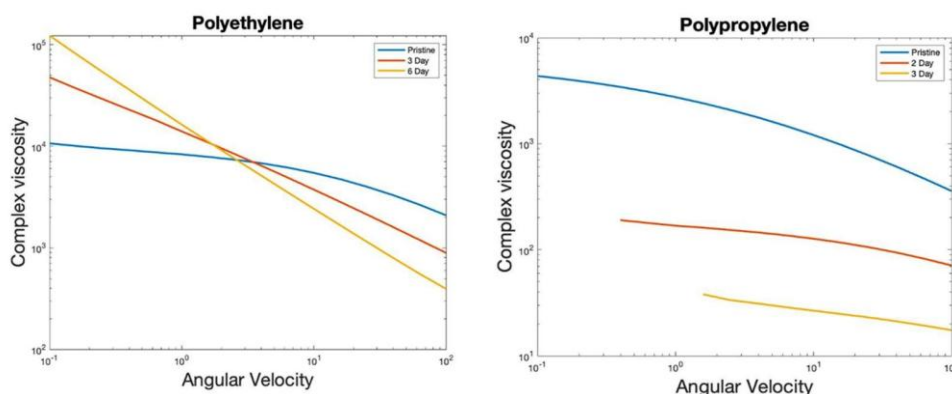 Polyethylene
Pristine
3 Day
6 Day
Complex viscosity
10^5
10^4
10^3
10^2
10^-1
10^0
10^1
10^2
Angular Velocity
Polypropylene
Pristine
2 Day
3 Day
Complex viscosity
10^4
10^3
10^2
10^1
10^-1
10^0
10^1
10
Angular Velocity